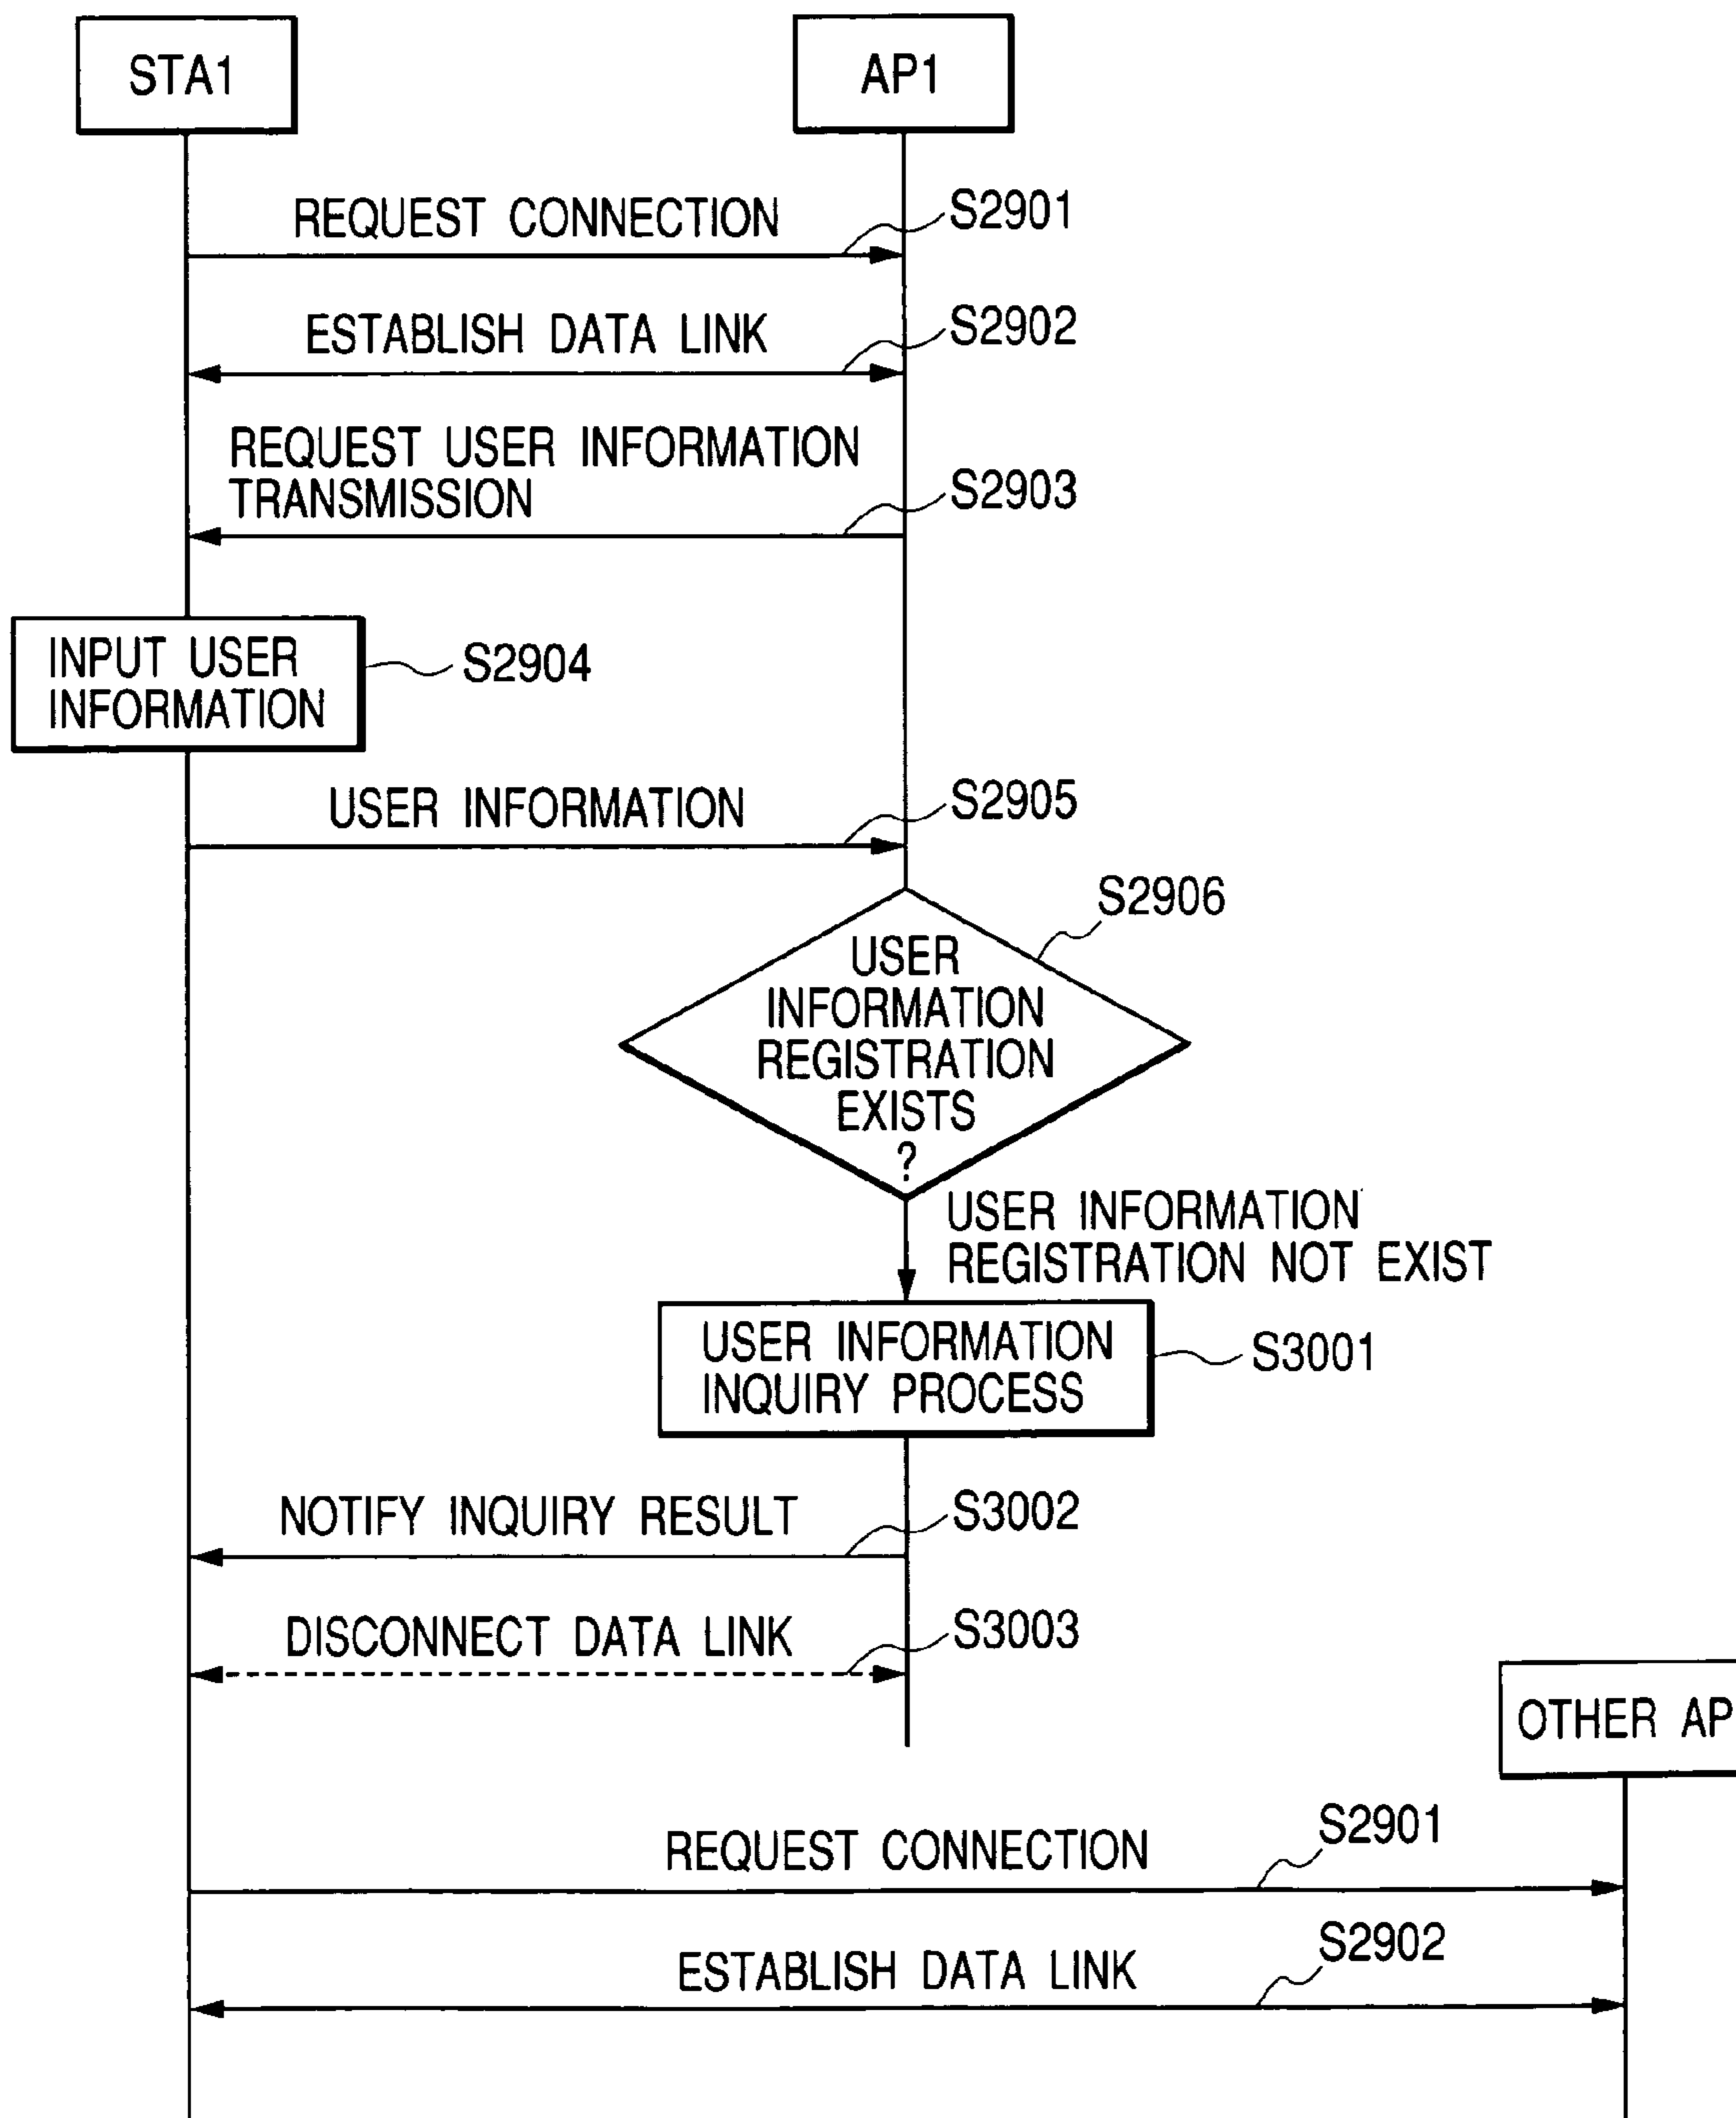 STA1
AP1
REQUEST CONNECTION
S2901
ESTABLISH DATA LINK
S2902
REQUEST USER INFORMATION
TRANSMISSION
S2903
INPUT USER
INFORMATION
S2904
USER INFORMATION
S2905
S2906
USER
INFORMATION
REGISTRATION
EXISTS
?
USER INFORMATION
REGISTRATION NOT EXIST
USER INFORMATION
INQUIRY PROCESS
S3001
NOTIFY INQUIRY RESULT
S3002
DISCONNECT DATA LINK
S3003
OTHER AP
REQUEST CONNECTION
S2901
ESTABLISH DATA LINK
S2902